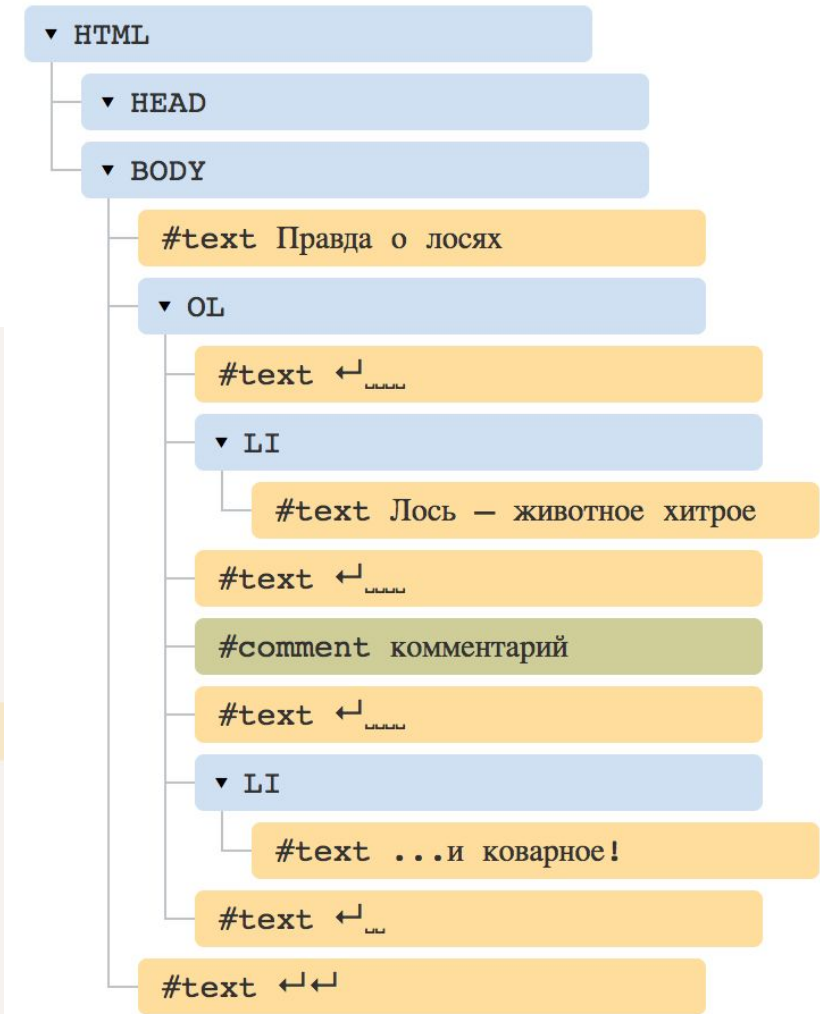 ▾ HTML
▾ HEAD
▾ BODY
#text Правда о лосях
▾ OL
#text ↵␣␣␣␣
▾ LI
#text Лось — животное хитрое
#text ↵␣␣␣␣
#comment комментарий
#text ↵␣␣␣␣
▾ LI
#text ...и коварное!
#text ↵␣␣
#text ↵↵